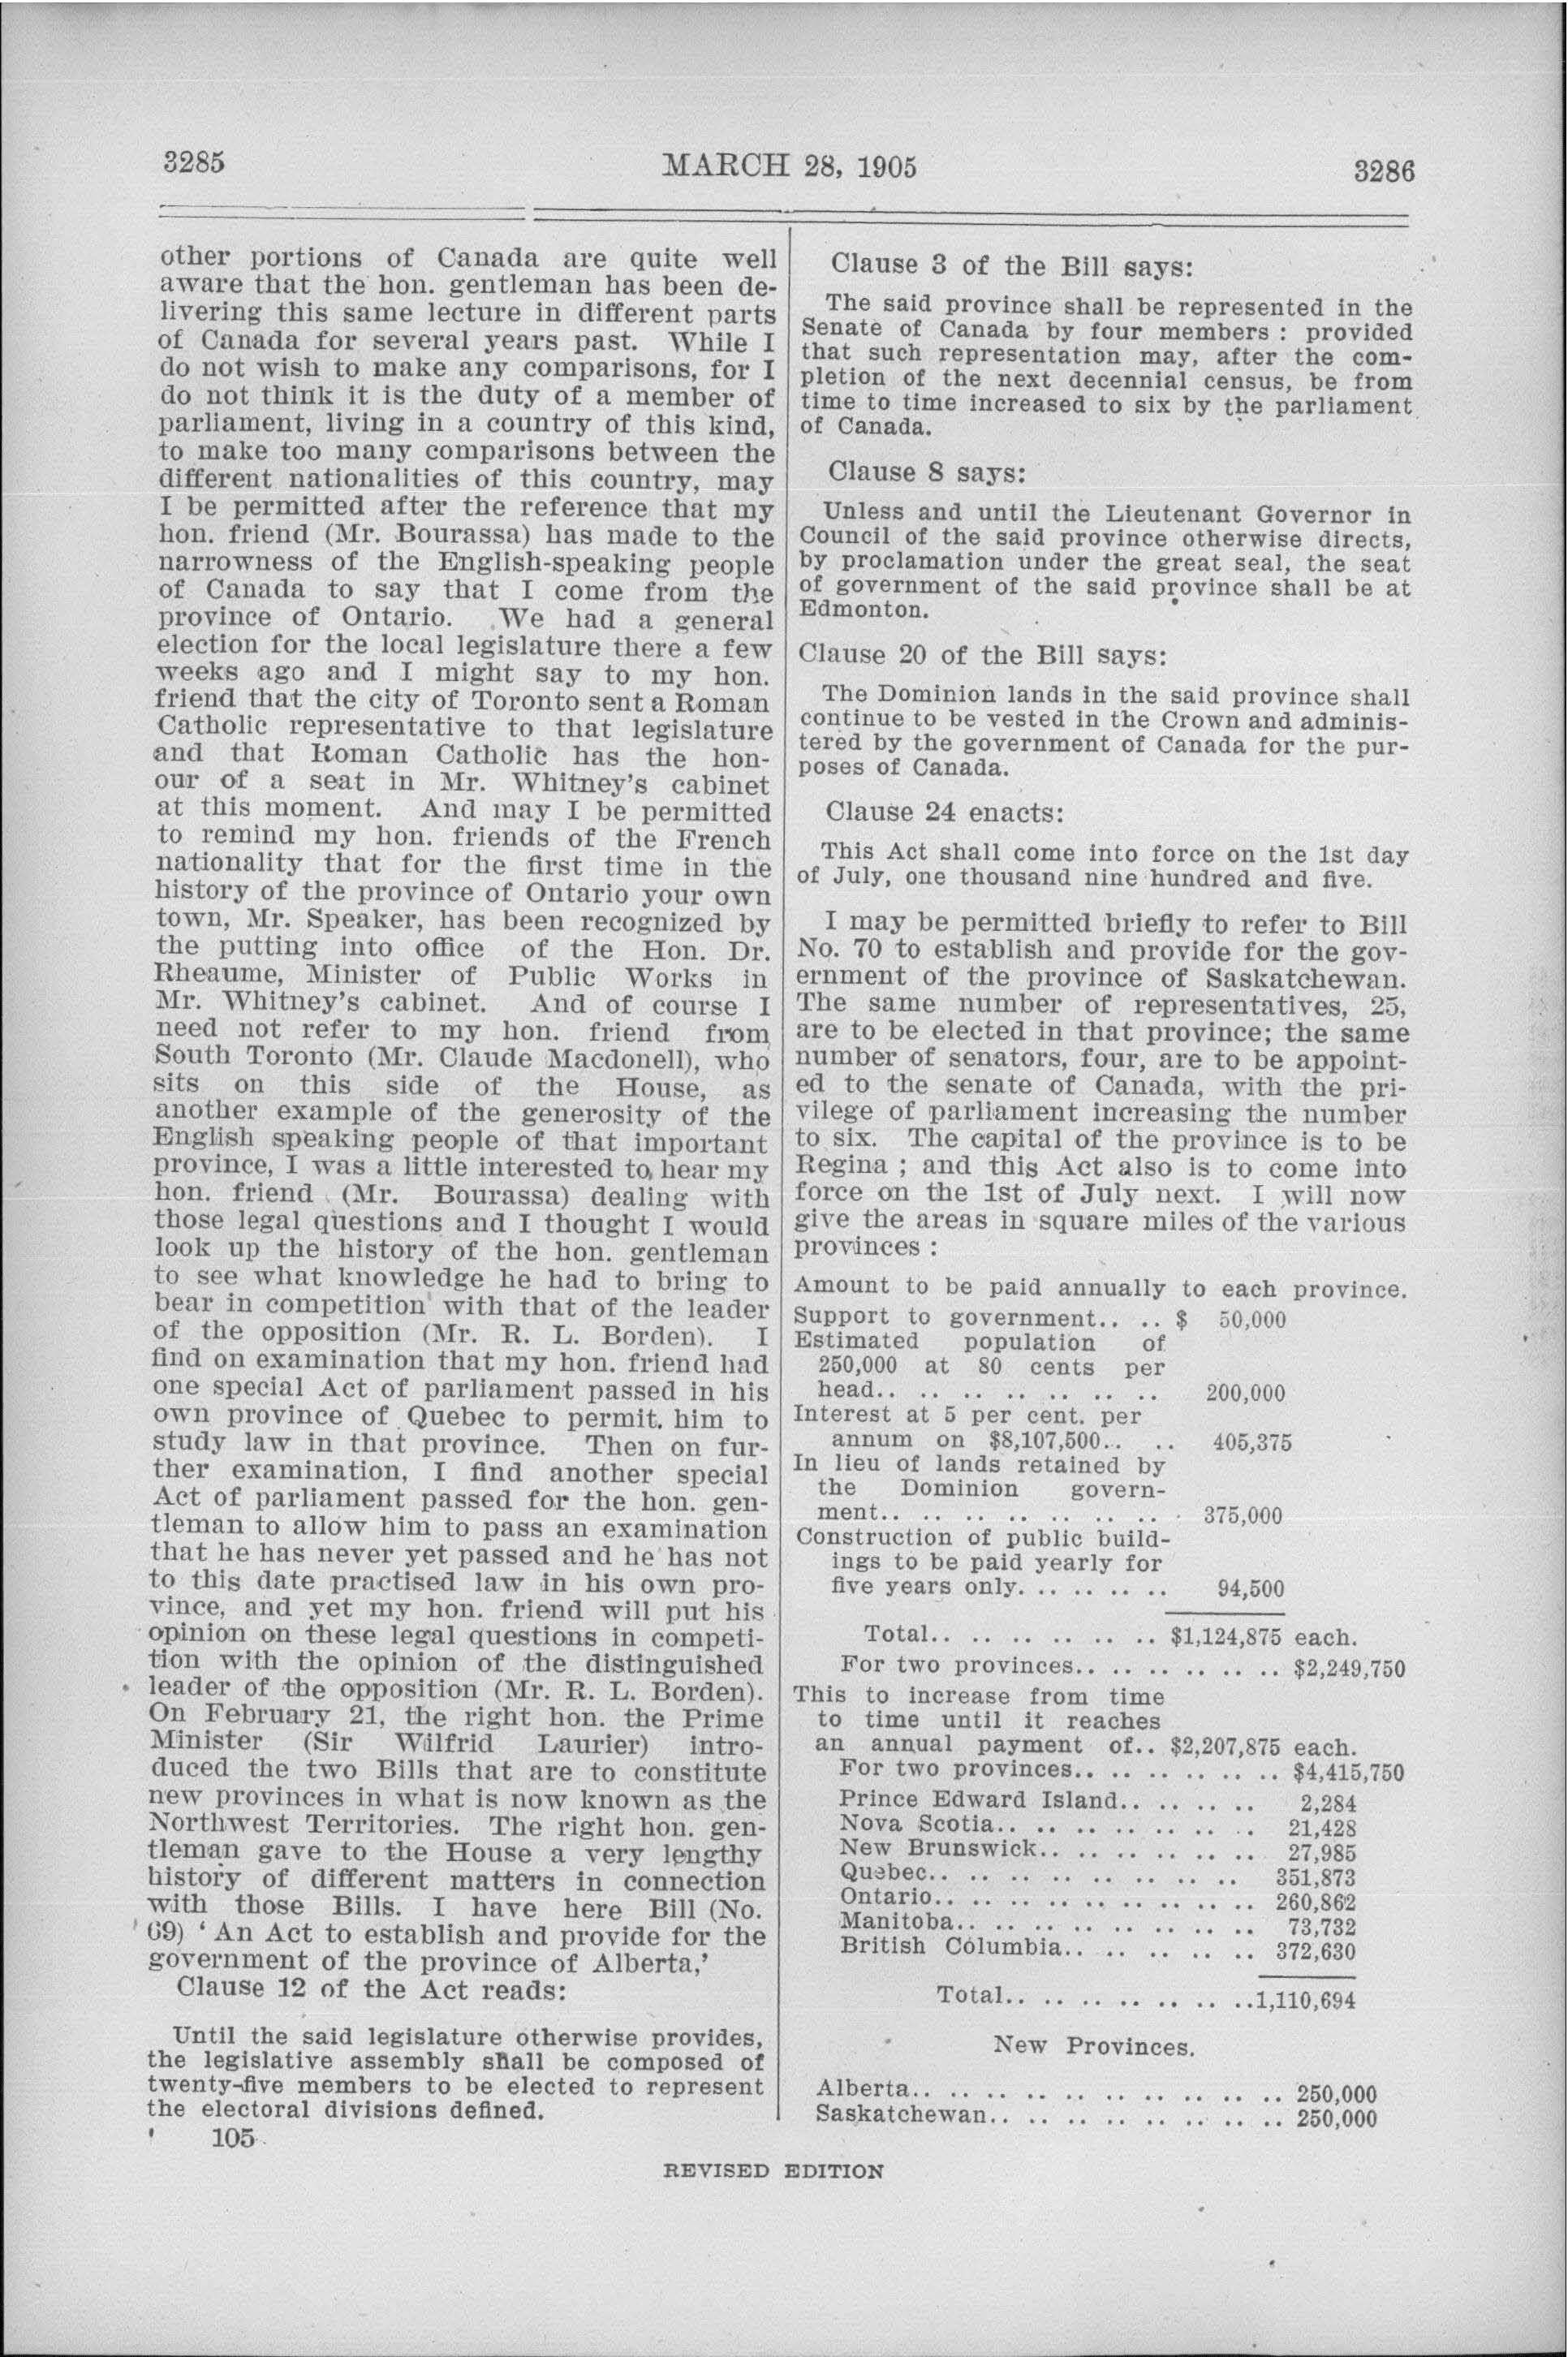 3285
MARCH 28, 1905
3286
other portions of Canada are quite well
aware that the hon. gentleman has been de-
livering this same lecture in different parts
of Canada for several years past. While I
do not wish to make any comparisons, for I
do not think it is the duty of a member of
parliament, living in a country of this kind,
to make too many comparisons between the
different nationalities of this country, may
I be permitted after the reference that my
hon. friend (Mr. Bourassa) has made to the
narrowness of the English-speaking people
of Canada to say that I come from the
province of Ontario. We had a general
election for the local legislature there a few
weeks ago and I might say to my hon.
friend that the city of Toronto sent a Roman
Catholic representative to that legislature
and that Roman Catholic has the hon-
our of a seat in Mr. Whitney's cabinet
at this moment. And may I be permitted
to remind my hon. friends of the French
nationality that for the first time in the
history of the province of Ontario your own
town, Mr. Speaker, has been recognized by
the putting into office of the Hon. Dr.
Rheaume, Minister of Public Works in
Mr. Whitney's cabinet. And of course I
need not refer to my hon. friend from
South Toronto (Mr. Claude Macdonell), who
sits on this side of the House, as
another example of the generosity of the
English speaking people of that important
province, I was a little interested to hear my
hon. friend (Mr. Bourassa) dealing with
those legal questions and I thought I would
look up the history of the hon. gentleman
to see what knowledge he had to bring to
bear in competition with that of the leader
of the opposition (Mr. R. L. Borden). I
find on examination that my hon. friend had
one special Act of parliament passed in his
own province of Quebec to permit. him to
study law in that province. Then on fur-
ther examination, I find another special
Act of parliament passed for the hon. gen-
tleman to allow him to pass an examination
that he has never yet passed and he has not
to this date practised law in his own pro-
vince, and yet my hon. friend will put his
opinion on these legal questions in competi-
tion with the opinion of the distinguished
leader of the opposition (Mr. R. L. Borden).
On February 21, the right hon. the Prime
Minister (Sir Wilfrid Laurier) intro-
duced the two Bills that are to constitute
new provinces in what is now known as the
Northwest Territories. The right hon. gen-
tleman gave to the House a very lengthy
history of different matters in connection
with those Bills. I have here Bill (No.
69) ' An Act to establish and provide for the
government of the province of Alberta,'
Clause 12 of the Act reads:
Until the said legislature otherwise provides,
the legislative assembly shall be composed of
twenty-five members to be elected to represent
the electoral divisions defined.
105
Clause 3 of the Bill says:
The said province shall be represented in the
Senate of Canada by four members : provided
that such representation may, after the com-
pletion of the next decennial census, be from
time to time increased to six by the parliament
of Canada.
Clause 8 says:
Unless and until the Lieutenant Governor in
Council of the said province otherwise directs,
by proclamation under the great seal, the seat
of government of the said province shall be at
Edmonton.
Clause 20 of the Bill says:
The Dominion lands in the said province shall
continue to be vested in the Crown and adminis-
tered by the government of Canada for the pur-
poses of Canada.
Clause 24 enacts:
This Act shall come into force on the 1st day
of July, one thousand nine hundred and five.
I may be permitted briefly to refer to Bill
No. 70 to establish and provide for the gov-
ernment of the province of Saskatchewan.
The same number of representatives, 25,
are to be elected in that province; the same
number of senators, four, are to be appoint-
ed to the senate of Canada, with the pri-
vilege of parliament increasing the number
to six. The capital of the province is to be
Regina ; and this Act also is to come into
force on the 1st of July next. I will now
give the areas in square miles of the various
provinces :
Amount to be paid annually to each province.
Support to government.. .. $ 50,000
Estimated population of
250,000 at 80 cents per
head.. .. .. .. .. .. .. .. 200,000
Interest at 5 per cent. per
annum on $8,107,500.. .. 405,375
In lieu of lands retained by
the Dominion govern-
ment.. .. .. .. .. .. .. .. 375,000
Construction of public build-
ings to be paid yearly for
five years only. .. .. .. .. 94,500
Total.. .. .. .. .. .. .. $1,124,875 each.
For two provinces.. .. .. .. .. .. $2,249,750
This to increase from time
to time until it reaches
an annual payment of.. $2,207,875 each.
For two provinces.. .. .. .. .. .. $4,415,750
Prince Edward Island.. .. .. .. 2,284
Nova Scotia.. .. .. .. .. .. .. 21,428
New Brunswick.. .. .. .. .. .. 27,985
Quebec.. .. .. .. .. .. .. .. .. 351,873
Ontario.. .. .. .. .. .. .. .. .. 260,862
Manitoba.. .. .. .. .. .. .. .. 73,732
British Columbia.. .. .. .. .. 372,630
Total.. .. .. .. .. .. ..1,110,694
New Provinces.
Alberta.. .. .. .. .. .. .. .. .. .. 250,000
Saskatchewan.. .. .. .. .. .. .. .. 250,000
REVISED EDITION